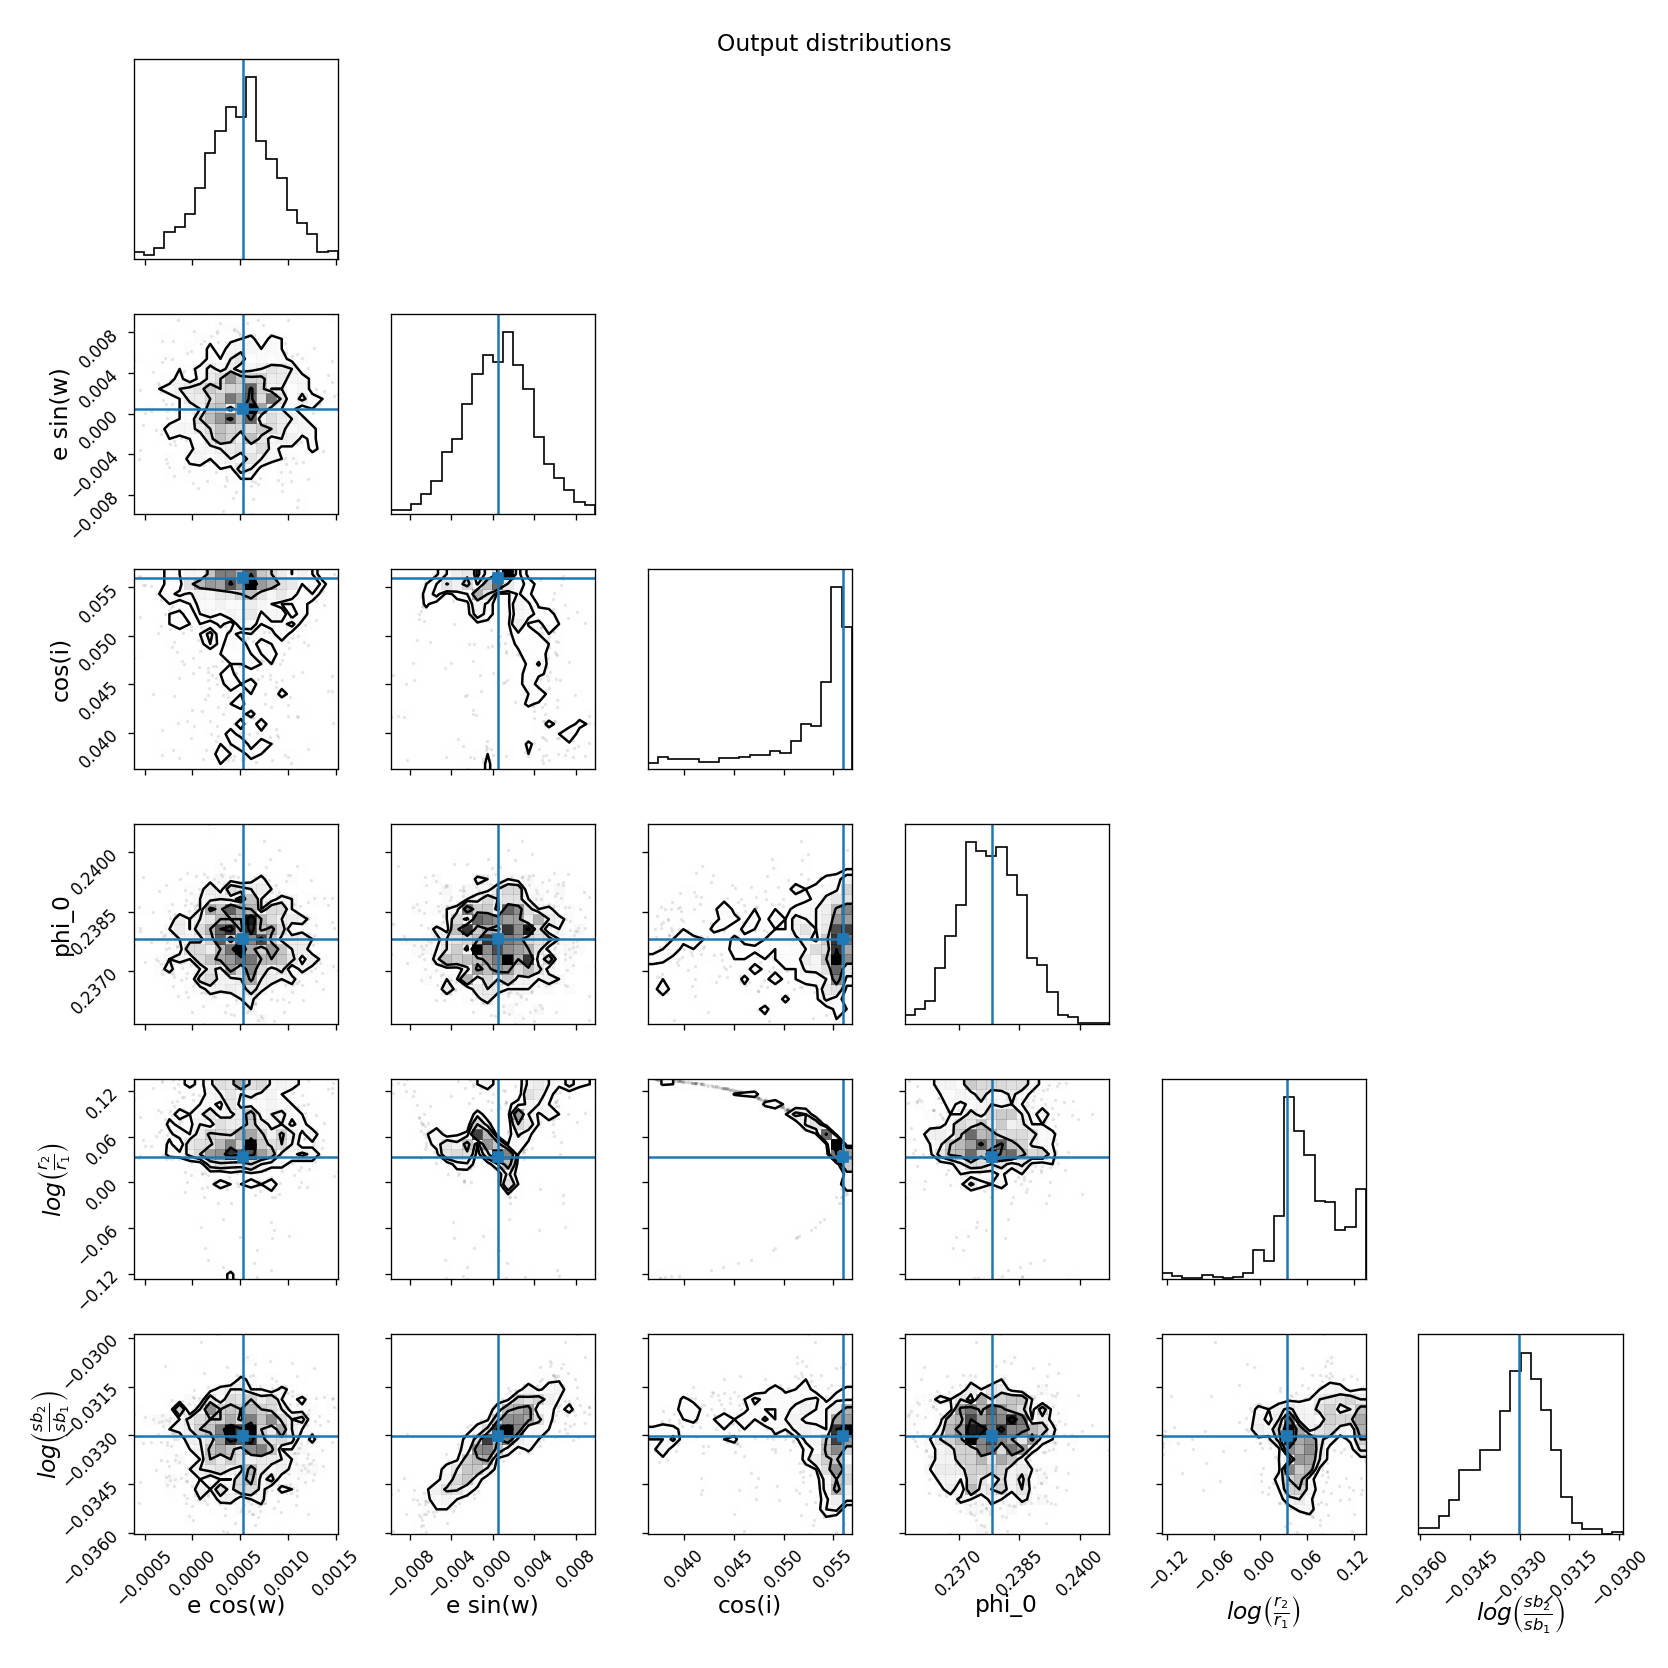 Output distributions
e sin(w)
0.008
0.004
0.000
−0.004
−0.008
cos(i)
0.055
0.050
0.045
0.040
phi_0
0.2400
0.2385
0.2370
log(r2/r1)
0.12
0.06
0.00
−0.06
−0.12
log(sb2/sb1)
−0.0300
−0.0315
−0.0330
−0.0345
−0.0360
−0.0005 0.0000 0.0005 0.0010 0.0015
−0.008 −0.004 0.000 0.004 0.008
0.040 0.045 0.050 0.055
0.2370 0.2385 0.2400
−0.12 −0.06 0.00 0.06 0.12
−0.0360 −0.0345 −0.0330 −0.0315 −0.0300
e cos(w)
e sin(w)
cos(i)
phi_0
log(r2/r1)
log(sb2/sb1)